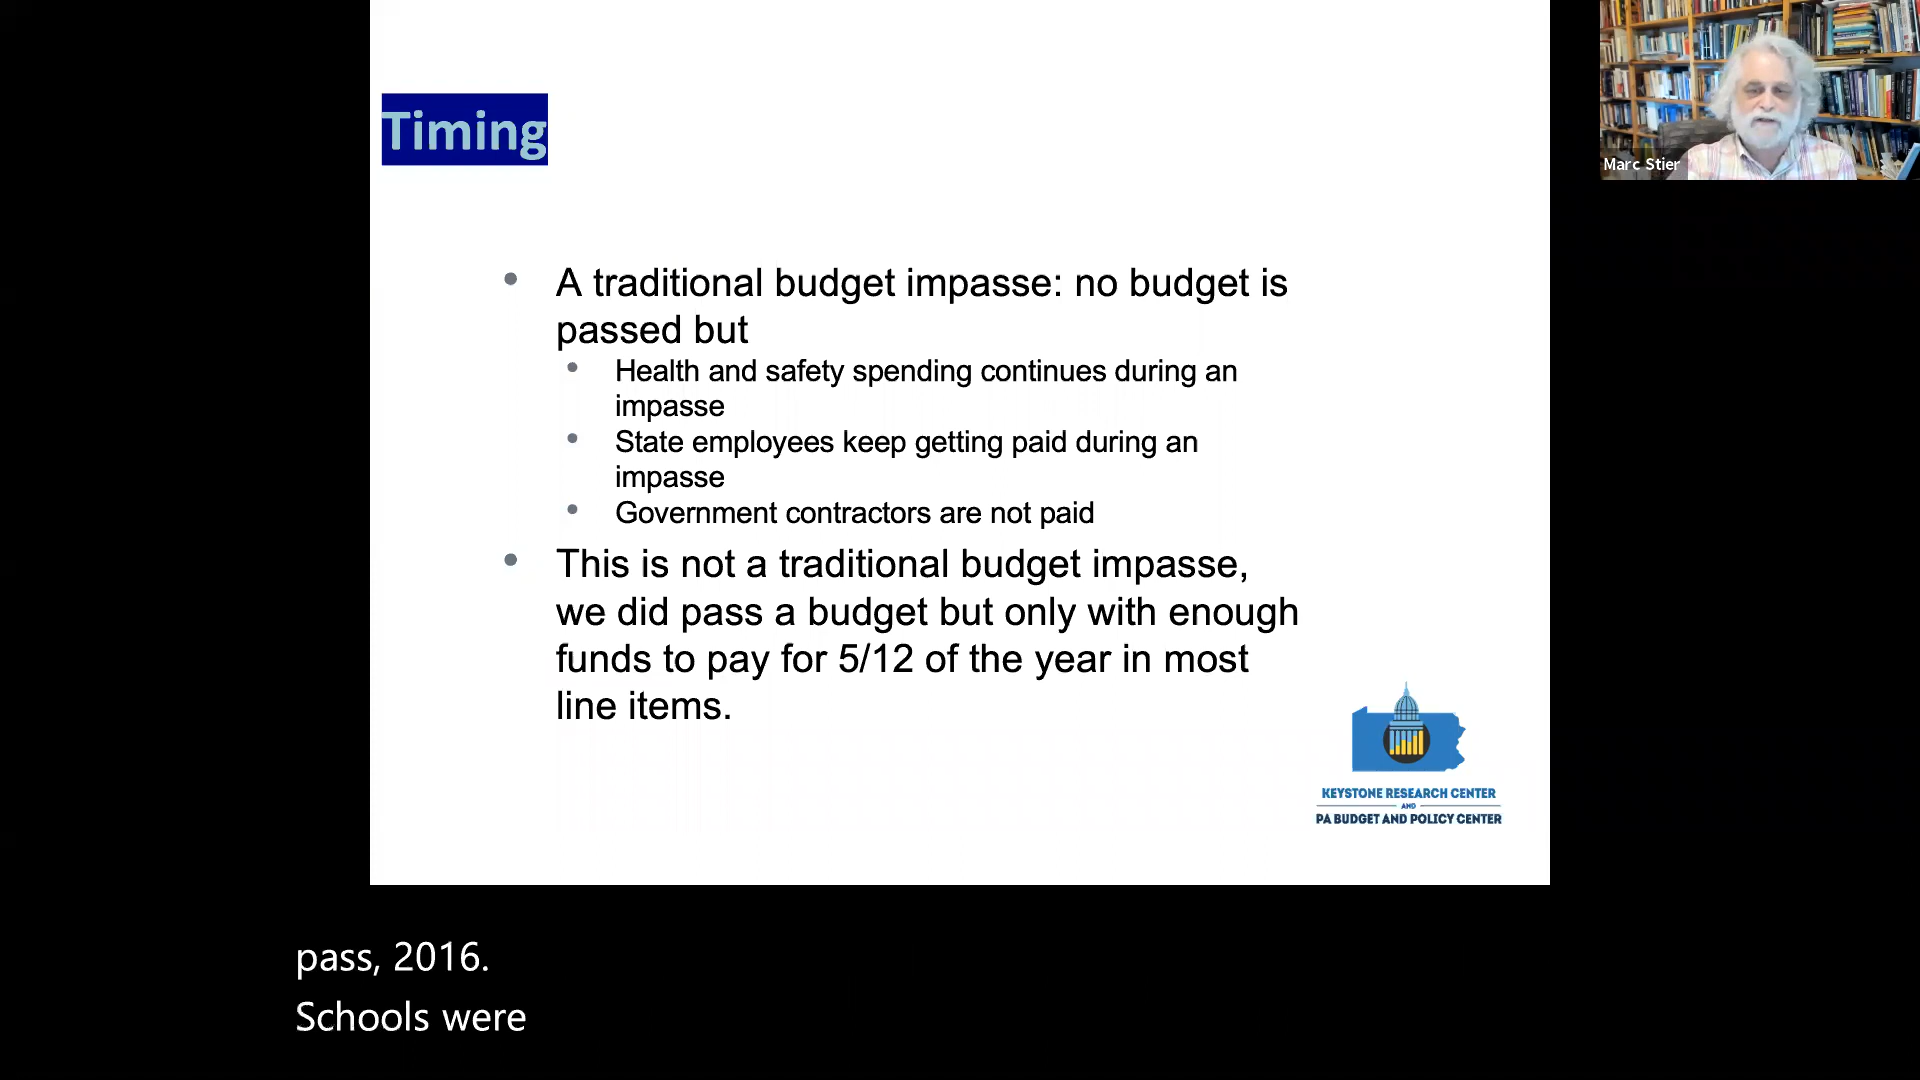 Timing
Marc Stier
• A traditional budget impasse: no budget is
passed but
• Health and safety spending continues during an
impasse
• State employees keep getting paid during an
impasse
• Government contractors are not paid
• This is not a traditional budget impasse,
we did pass a budget but only with enough
funds to pay for 5/12 of the year in most
line items.
KEYSTONE RESEARCH CENTER
AND
PA BUDGET AND POLICY CENTER
pass, 2016.
Schools were